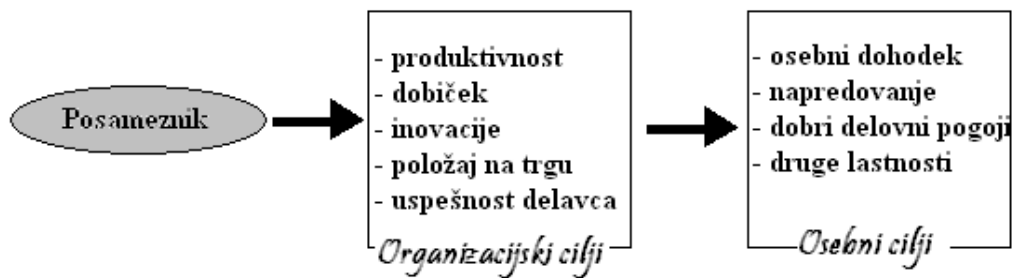 Posameznik
- produktivnost
- dobiček
- inovacije
- položaj na trgu
- uspešnost delavca
Organizacijski cilji
- osebni dohodek
- napredovanje
- dobri delovni pogoji
- druge lastnosti
Osebni cilji